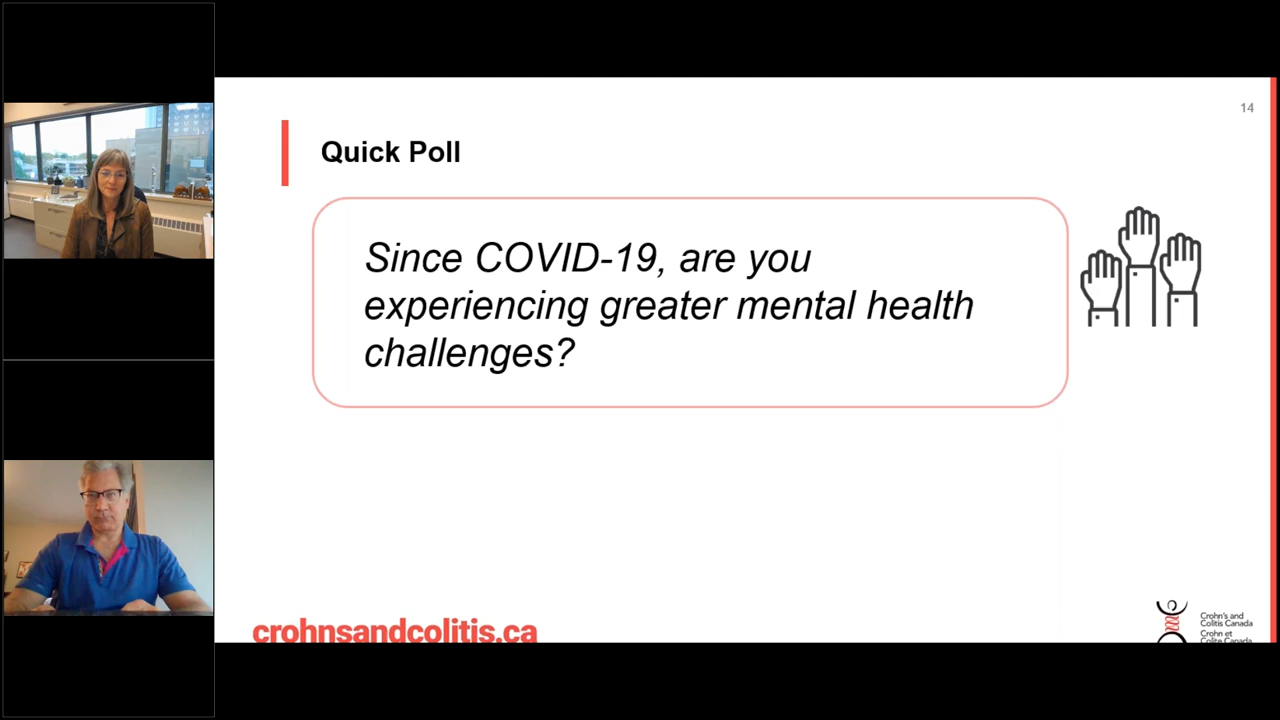 14
Quick Poll
Since COVID-19, are you
experiencing greater mental health
challenges?
crohnsandcolitis.ca
Crohn's and
Colitis Canada
Crohn et
Colite Canada